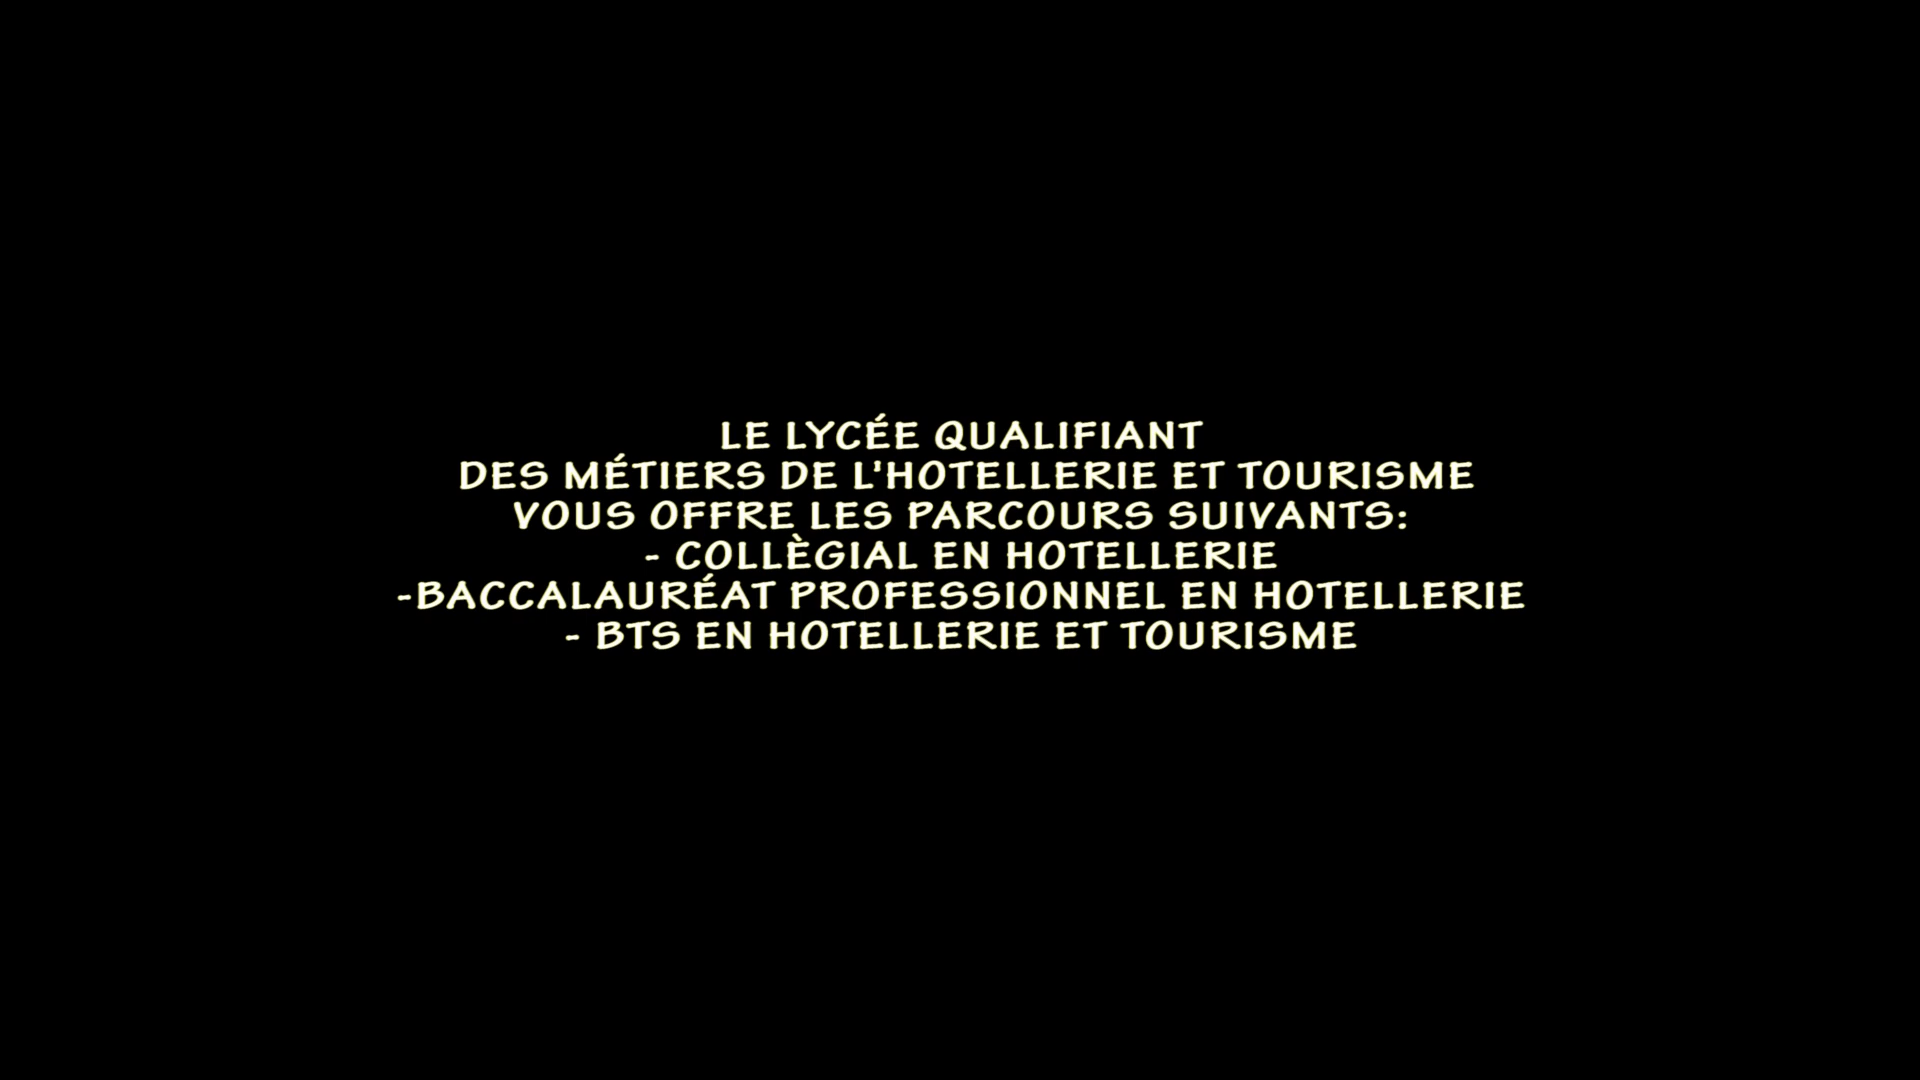 LE LYCÉE QUALIFIANT
DES MÉTIERS DE L'HOTELLERIE ET TOURISME
VOUS OFFRE LES PARCOURS SUIVANTS:
- COLLÈGIAL EN HOTELLERIE
-BACCALAURÉAT PROFESSIONNEL EN HOTELLERIE
- BTS EN HOTELLERIE ET TOURISME